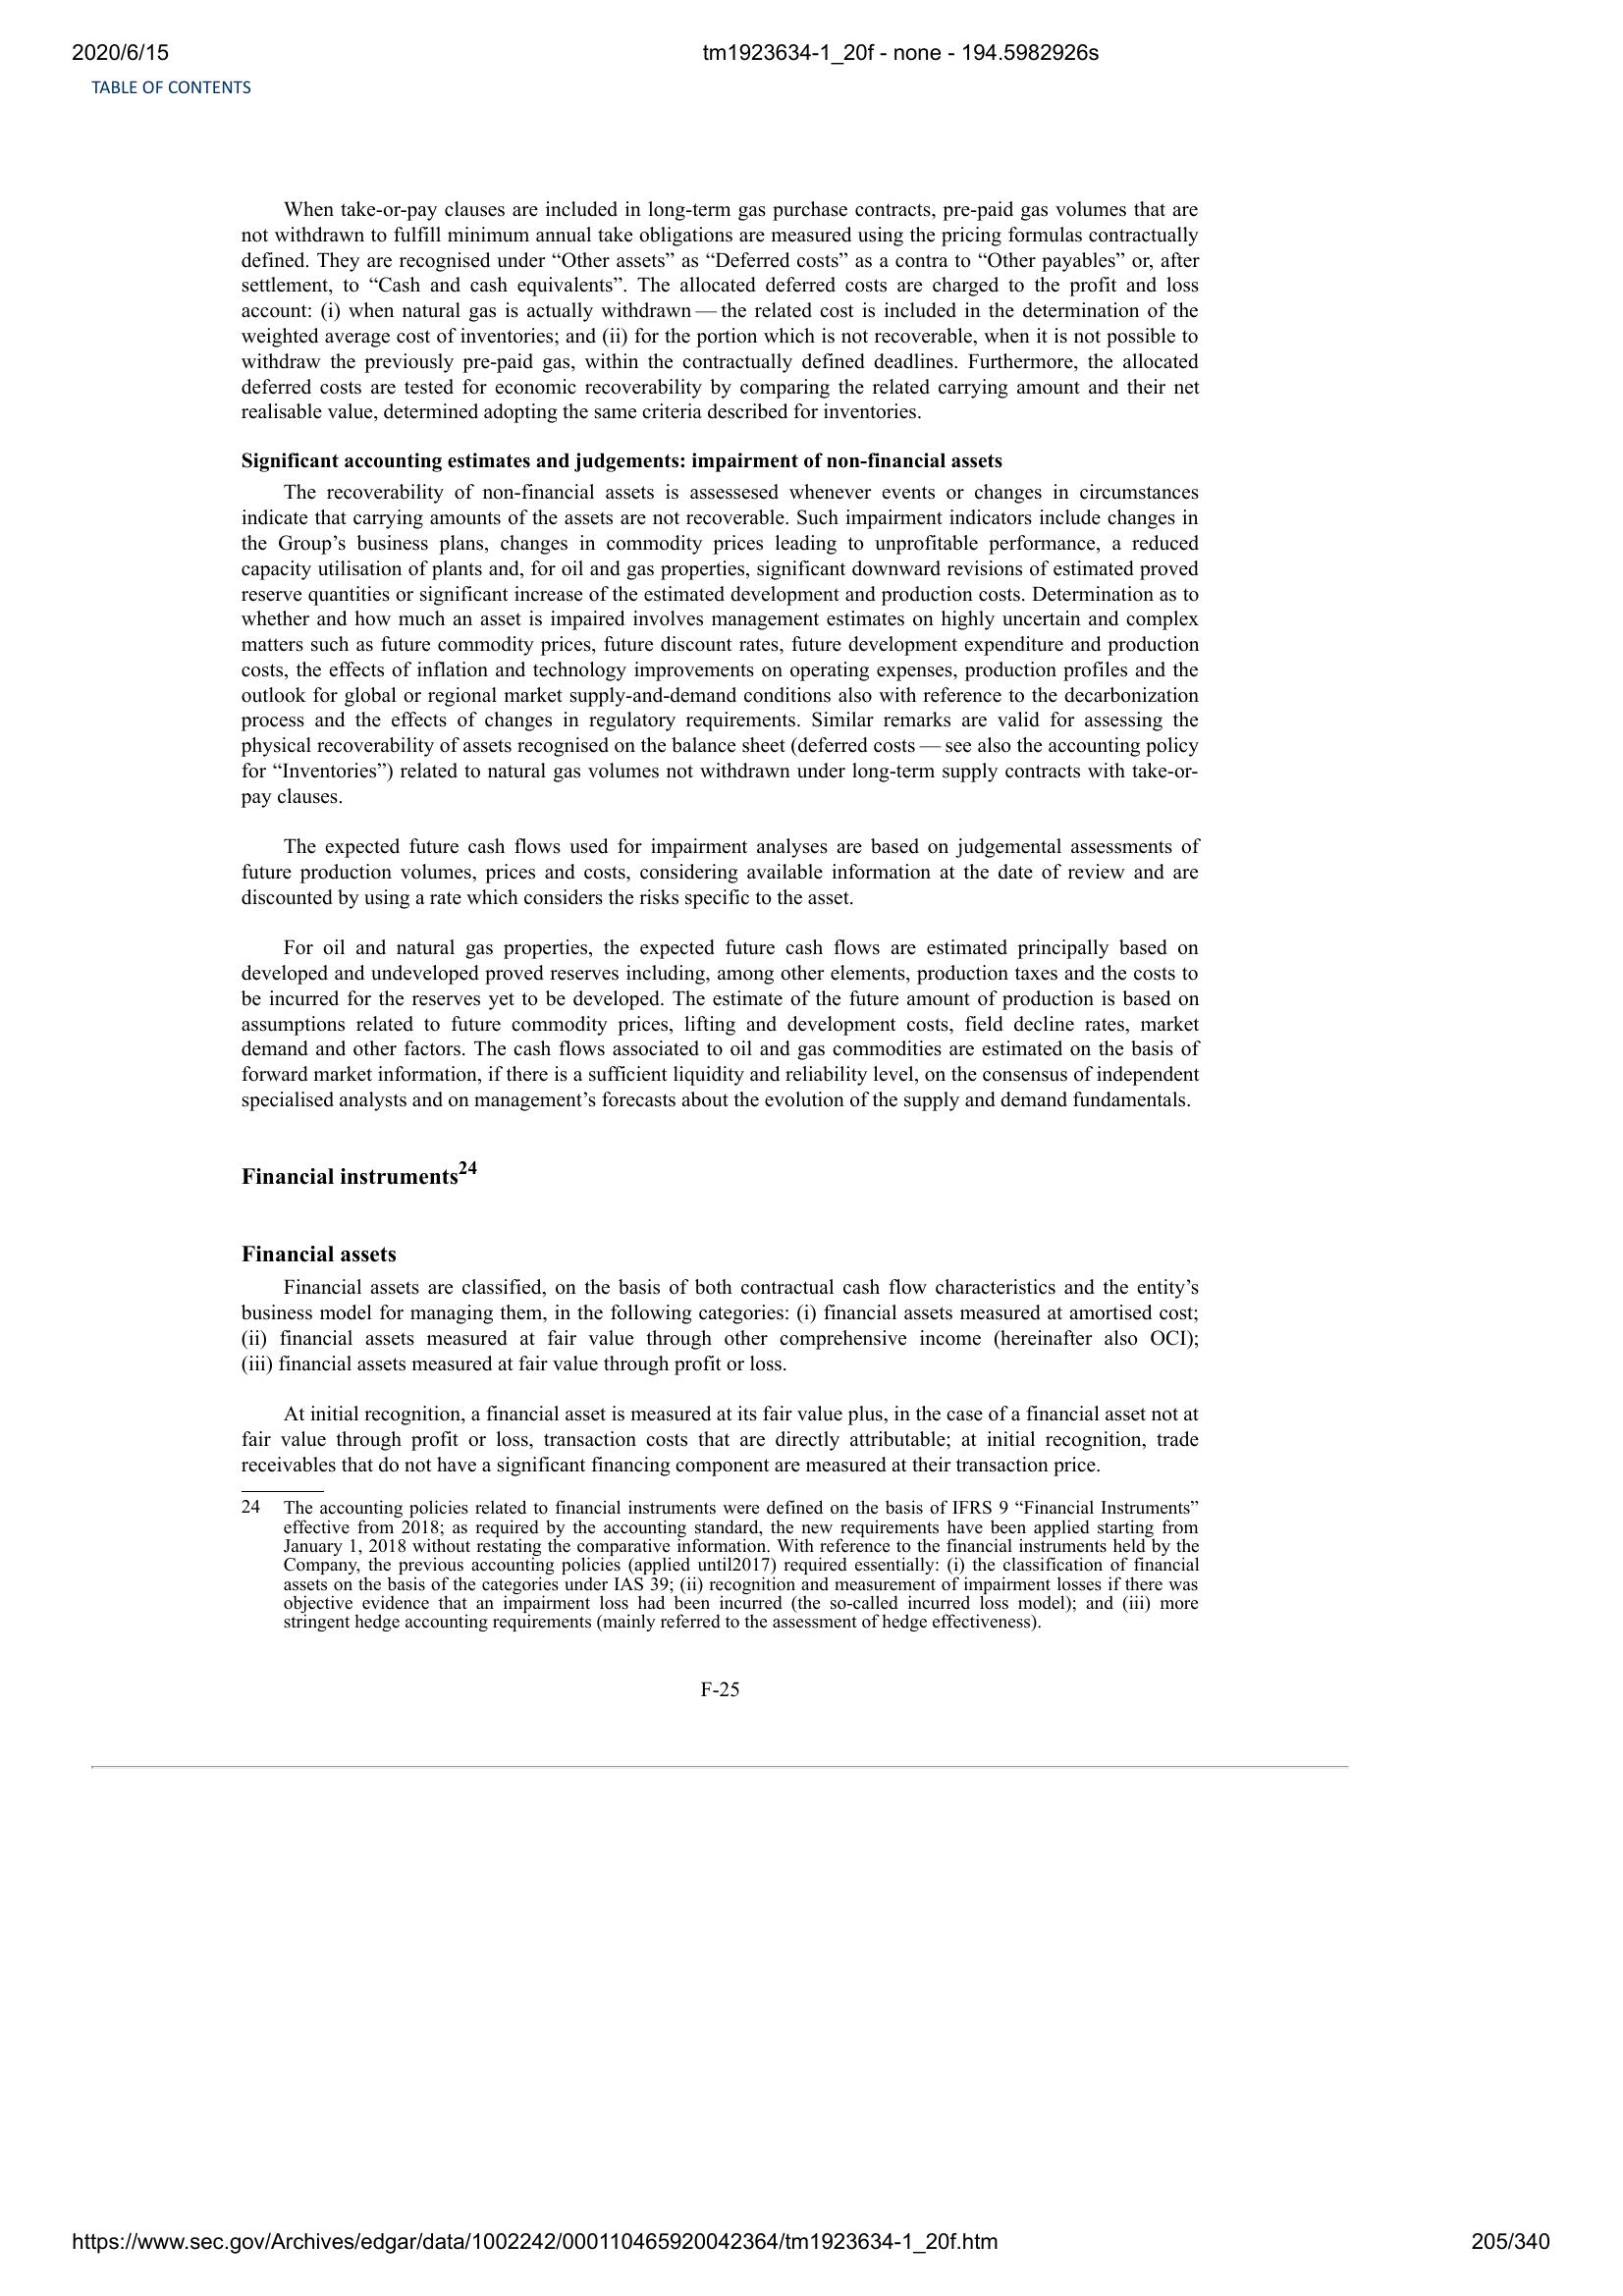 2020/6/15
tm1923634-1_20f - none - 194.5982926s
TABLE OF CONTENTS
When take-or-pay clauses are included in long-term gas purchase contracts, pre-paid gas volumes that are
not withdrawn to fulfill minimum annual take obligations are measured using the pricing formulas contractually
defined. They are recognised under “Other assets” as “Deferred costs” as a contra to “Other payables” or, after
settlement, to “Cash and cash equivalents”. The allocated deferred costs are charged to the profit and loss
account: (i) when natural gas is actually withdrawn — the related cost is included in the determination of the
weighted average cost of inventories; and (ii) for the portion which is not recoverable, when it is not possible to
withdraw the previously pre-paid gas, within the contractually defined deadlines. Furthermore, the allocated
deferred costs are tested for economic recoverability by comparing the related carrying amount and their net
realisable value, determined adopting the same criteria described for inventories.
Significant accounting estimates and judgements: impairment of non-financial assets
The recoverability of non-financial assets is assessesed whenever events or changes in circumstances
indicate that carrying amounts of the assets are not recoverable. Such impairment indicators include changes in
the Group’s business plans, changes in commodity prices leading to unprofitable performance, a reduced
capacity utilisation of plants and, for oil and gas properties, significant downward revisions of estimated proved
reserve quantities or significant increase of the estimated development and production costs. Determination as to
whether and how much an asset is impaired involves management estimates on highly uncertain and complex
matters such as future commodity prices, future discount rates, future development expenditure and production
costs, the effects of inflation and technology improvements on operating expenses, production profiles and the
outlook for global or regional market supply-and-demand conditions also with reference to the decarbonization
process and the effects of changes in regulatory requirements. Similar remarks are valid for assessing the
physical recoverability of assets recognised on the balance sheet (deferred costs — see also the accounting policy
for “Inventories”) related to natural gas volumes not withdrawn under long-term supply contracts with take-or-
pay clauses.
The expected future cash flows used for impairment analyses are based on judgemental assessments of
future production volumes, prices and costs, considering available information at the date of review and are
discounted by using a rate which considers the risks specific to the asset.
For oil and natural gas properties, the expected future cash flows are estimated principally based on
developed and undeveloped proved reserves including, among other elements, production taxes and the costs to
be incurred for the reserves yet to be developed. The estimate of the future amount of production is based on
assumptions related to future commodity prices, lifting and development costs, field decline rates, market
demand and other factors. The cash flows associated to oil and gas commodities are estimated on the basis of
forward market information, if there is a sufficient liquidity and reliability level, on the consensus of independent
specialised analysts and on management’s forecasts about the evolution of the supply and demand fundamentals.
Financial instruments24
Financial assets
Financial assets are classified, on the basis of both contractual cash flow characteristics and the entity’s
business model for managing them, in the following categories: (i) financial assets measured at amortised cost;
(ii) financial assets measured at fair value through other comprehensive income (hereinafter also OCI);
(iii) financial assets measured at fair value through profit or loss.
At initial recognition, a financial asset is measured at its fair value plus, in the case of a financial asset not at
fair value through profit or loss, transaction costs that are directly attributable; at initial recognition, trade
receivables that do not have a significant financing component are measured at their transaction price.
24 The accounting policies related to financial instruments were defined on the basis of IFRS 9 “Financial Instruments”
effective from 2018; as required by the accounting standard, the new requirements have been applied starting from
January 1, 2018 without restating the comparative information. With reference to the financial instruments held by the
Company, the previous accounting policies (applied until2017) required essentially: (i) the classification of financial
assets on the basis of the categories under IAS 39; (ii) recognition and measurement of impairment losses if there was
objective evidence that an impairment loss had been incurred (the so-called incurred loss model); and (iii) more
stringent hedge accounting requirements (mainly referred to the assessment of hedge effectiveness).
F-25
https://www.sec.gov/Archives/edgar/data/1002242/000110465920042364/tm1923634-1_20f.htm
205/340